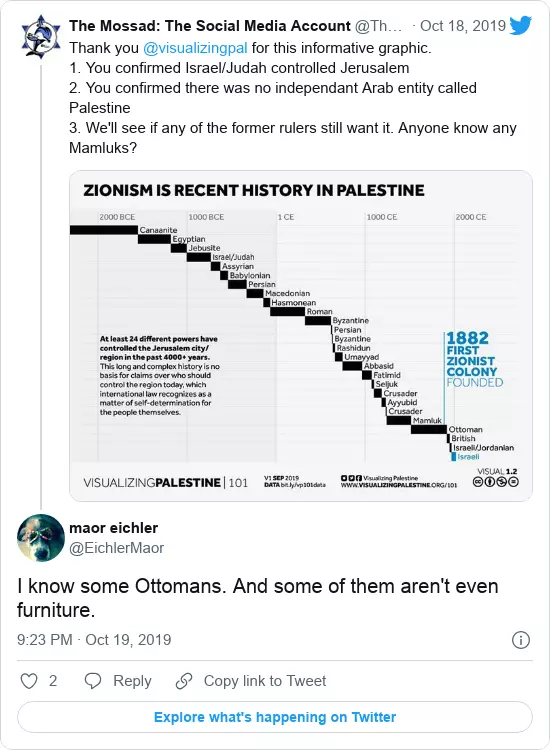 The Mossad: The Social Media Account @Th... · Oct 18, 2019
Thank you @visualizingpal for this informative graphic.
1. You confirmed Israel/Judah controlled Jerusalem
2. You confirmed there was no independant Arab entity called
Palestine
3. We'll see if any of the former rulers still want it. Anyone know any
Mamluks?
ZIONISM IS RECENT HISTORY IN PALESTINE
2000 BCE 1000 BCE 1 CE 1000 CE 2000 CE
Canaanite
Egyptian
Jebusite
Israel/Judah
Assyrian
Babylonian
Persian
Macedonian
Hasmonean
Roman
Byzantine
Persian
Byzantine
Rashidun
Umayyad
Abbasid
Fatimid
Seljuk
Crusader
Ayyubid
Crusader
Mamluk
Ottoman
British
Israeli/Jordanian
Israeli
At least 24 different powers have
controlled the Jerusalem city/
region in the past 4000+ years.
This long and complex history is no
basis for claims over who should
control the region today, which
international law recognizes as a
matter of self-determination for
the people themselves.
1882
FIRST
ZIONIST
COLONY
FOUNDED
VISUALIZINGPALESTINE | 101
V1 SEP 2019
DATA bit.ly/vp101data
Visualizing Palestine
WWW.VISUALIZINGPALESTINE.ORG/101
VISUAL 1.2
maor eichler
@EichlerMaor
I know some Ottomans. And some of them aren't even
furniture.
9:23 PM · Oct 19, 2019
2 Reply Copy link to Tweet
Explore what's happening on Twitter